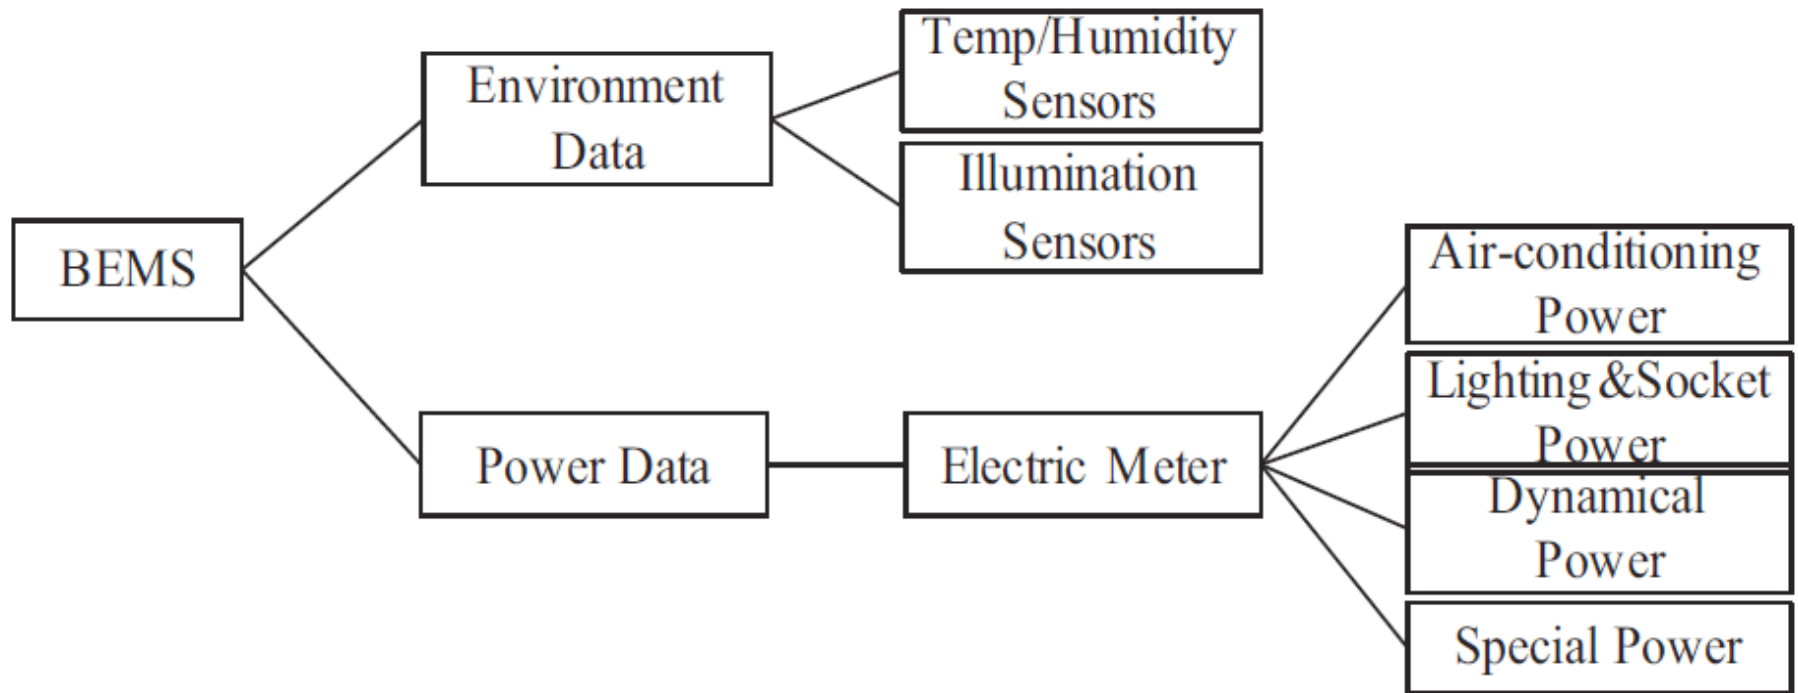 BEMS
Environment
Data
Temp/Humidity
Sensors
Illumination
Sensors
Power Data
Electric Meter
Air-conditioning
Power
Lighting &Socket
Power
Dynamical
Power
Special Power